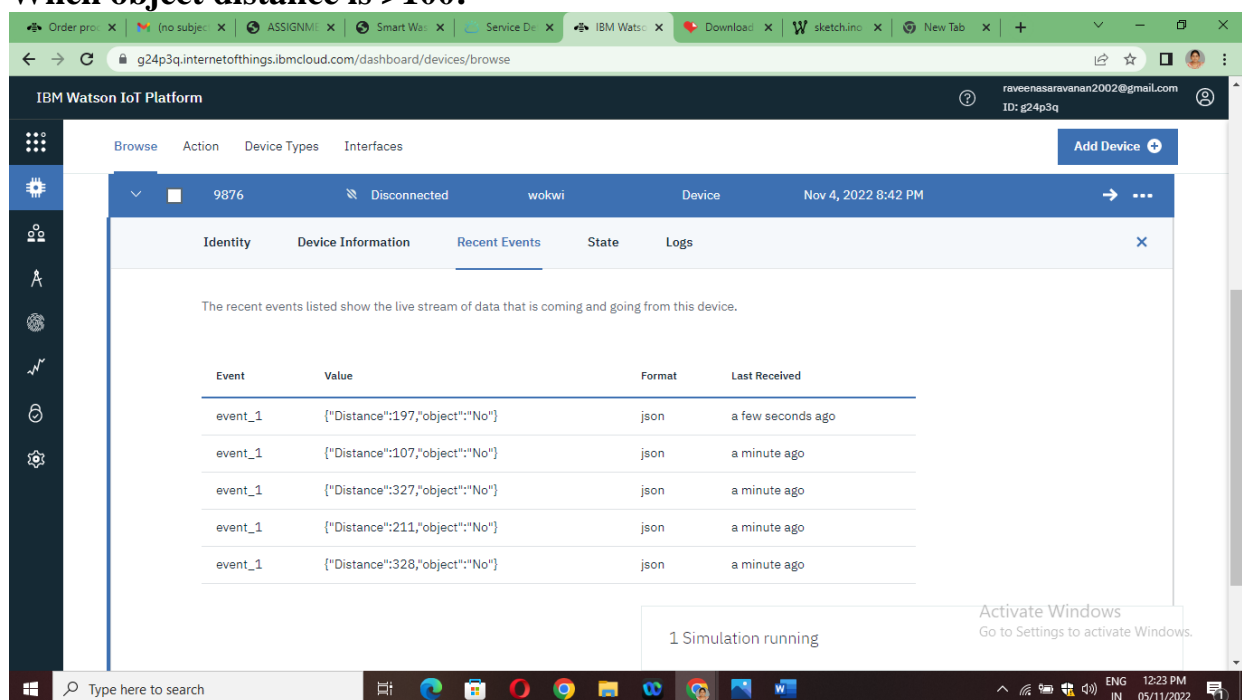 When object distance is >100:
Order proc
(no subjec
ASSIGNME
Smart Was
Service De
IBM Watso
Download
sketch.ino
New Tab
g24p3q.internetofthings.ibmcloud.com/dashboard/devices/browse
IBM Watson IoT Platform
raveenasaravanan2002@gmail.com
ID: g24p3q
Browse Action Device Types Interfaces
Add Device
9876 Disconnected wokwi Device Nov 4, 2022 8:42 PM
Identity Device Information Recent Events State Logs
The recent events listed show the live stream of data that is coming and going from this device.
Event Value Format Last Received
event_1 {"Distance":197,"object":"No"} json a few seconds ago
event_1 {"Distance":107,"object":"No"} json a minute ago
event_1 {"Distance":327,"object":"No"} json a minute ago
event_1 {"Distance":211,"object":"No"} json a minute ago
event_1 {"Distance":328,"object":"No"} json a minute ago
1 Simulation running
Activate Windows
Go to Settings to activate Windows.
Type here to search
ENG
IN
12:23 PM
05/11/2022
1